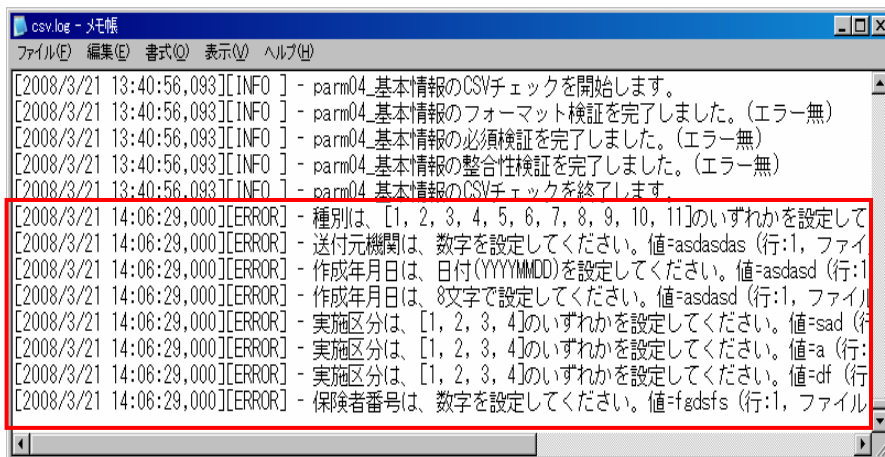 csv.log - メモ帳
ファイル(F) 編集(E) 書式(O) 表示(V) ヘルプ(H)
[2008/3/21 13:40:56,093][INFO ] - parm04_基本情報のCSVチェックを開始します。
[2008/3/21 13:40:56,093][INFO ] - parm04_基本情報のフォーマット検証を完了しました。(エラー無)
[2008/3/21 13:40:56,093][INFO ] - parm04_基本情報の必須検証を完了しました。(エラー無)
[2008/3/21 13:40:56,093][INFO ] - parm04_基本情報の整合性検証を完了しました。(エラー無)
[2008/3/21 13:40:56,093][INFO ] - parm04_基本情報のCSVチェックを終了します。
[2008/3/21 14:06:29,000][ERROR] - 種別は、[1, 2, 3, 4, 5, 6, 7, 8, 9, 10, 11]のいずれかを設定して
[2008/3/21 14:06:29,000][ERROR] - 送付元機関は、数字を設定してください。値=asdasdas (行:1, ファイ
[2008/3/21 14:06:29,000][ERROR] - 作成年月日は、日付(YYYYMMDD)を設定してください。値=asdasd (行:1
[2008/3/21 14:06:29,000][ERROR] - 作成年月日は、8文字で設定してください。値=asdasd (行:1, ファイル
[2008/3/21 14:06:29,000][ERROR] - 実施区分は、[1, 2, 3, 4]のいずれかを設定してください。値=sad (行
[2008/3/21 14:06:29,000][ERROR] - 実施区分は、[1, 2, 3, 4]のいずれかを設定してください。値=a (行:
[2008/3/21 14:06:29,000][ERROR] - 実施区分は、[1, 2, 3, 4]のいずれかを設定してください。値=df (行
[2008/3/21 14:06:29,000][ERROR] - 保険者番号は、数字を設定してください。値=fgdsfs (行:1, ファイル